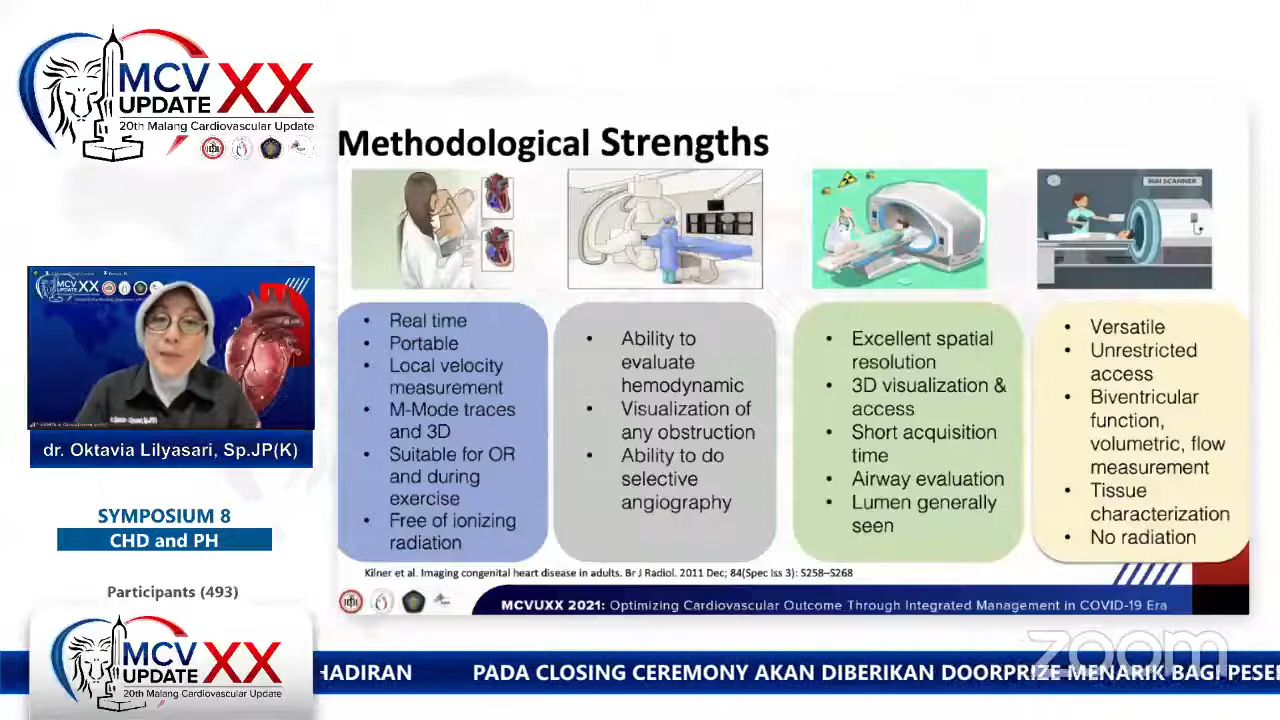 MCV XX
UPDATE
20th Malang Cardiovascular Update
Methodological Strengths
MRI SCANNER
• Real time
• Portable
• Local velocity
measurement
• M-Mode traces
and 3D
• Suitable for OR
and during
exercise
• Free of ionizing
radiation
• Ability to
evaluate
hemodynamic
• Visualization of
any obstruction
• Ability to do
selective
angiography
• Excellent spatial
resolution
• 3D visualization &
access
• Short acquisition
time
• Airway evaluation
• Lumen generally
seen
• Versatile
• Unrestricted
access
• Biventricular
function,
volumetric, flow
measurement
• Tissue
characterization
• No radiation
Kilner et al. Imaging congenital heart disease in adults. Br J Radiol. 2011 Dec; 84(Spec Iss 3): S258–S268
MCVUXX 2021: Optimizing Cardiovascular Outcome Through Integrated Management in COVID-19 Era
MCV XX
UPDATE
dr. Oktavia Lilyasari, Sp.JP(K)
SYMPOSIUM 8
CHD and PH
Participants (493)
MCV XX
UPDATE
20th Malang Cardiovascular Update
zoom
HADIRAN PADA CLOSING CEREMONY AKAN DIBERIKAN DOORPRIZE MENARIK BAGI PESE